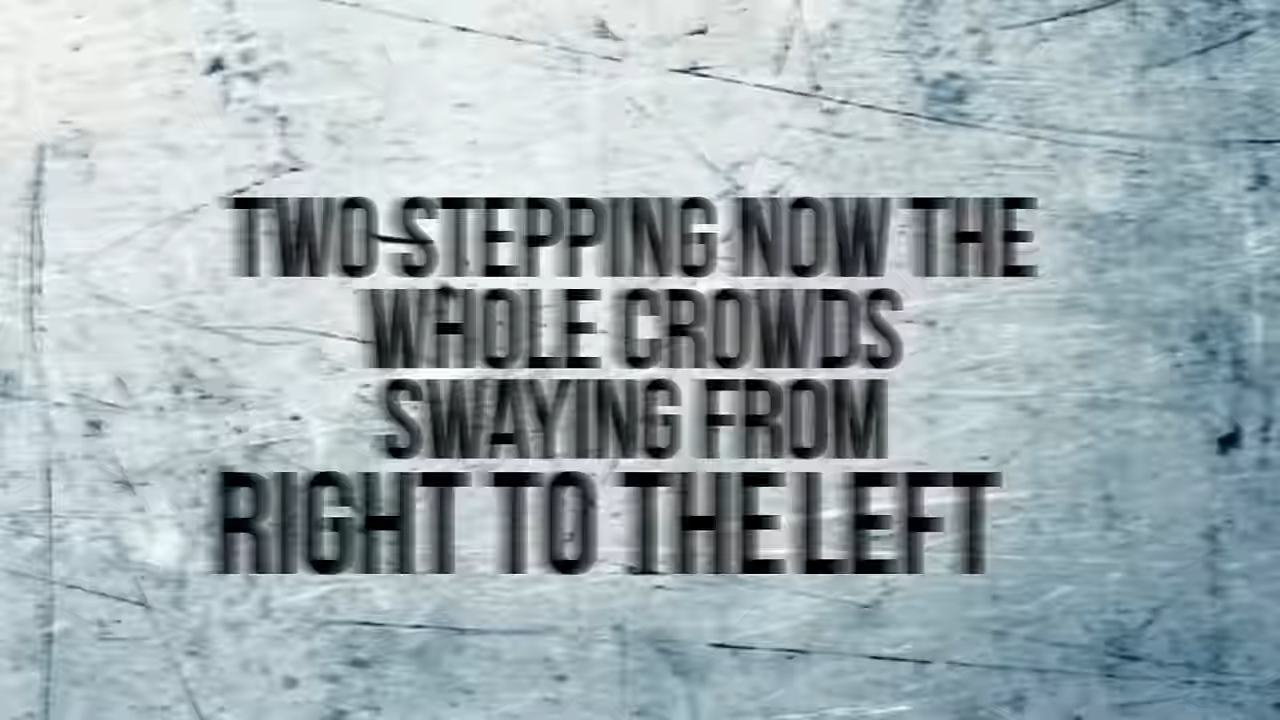 TWO-STEPPING NOW THE
WHOLE CROWDS
SWAYING FROM
RIGHT TO THE LEFT